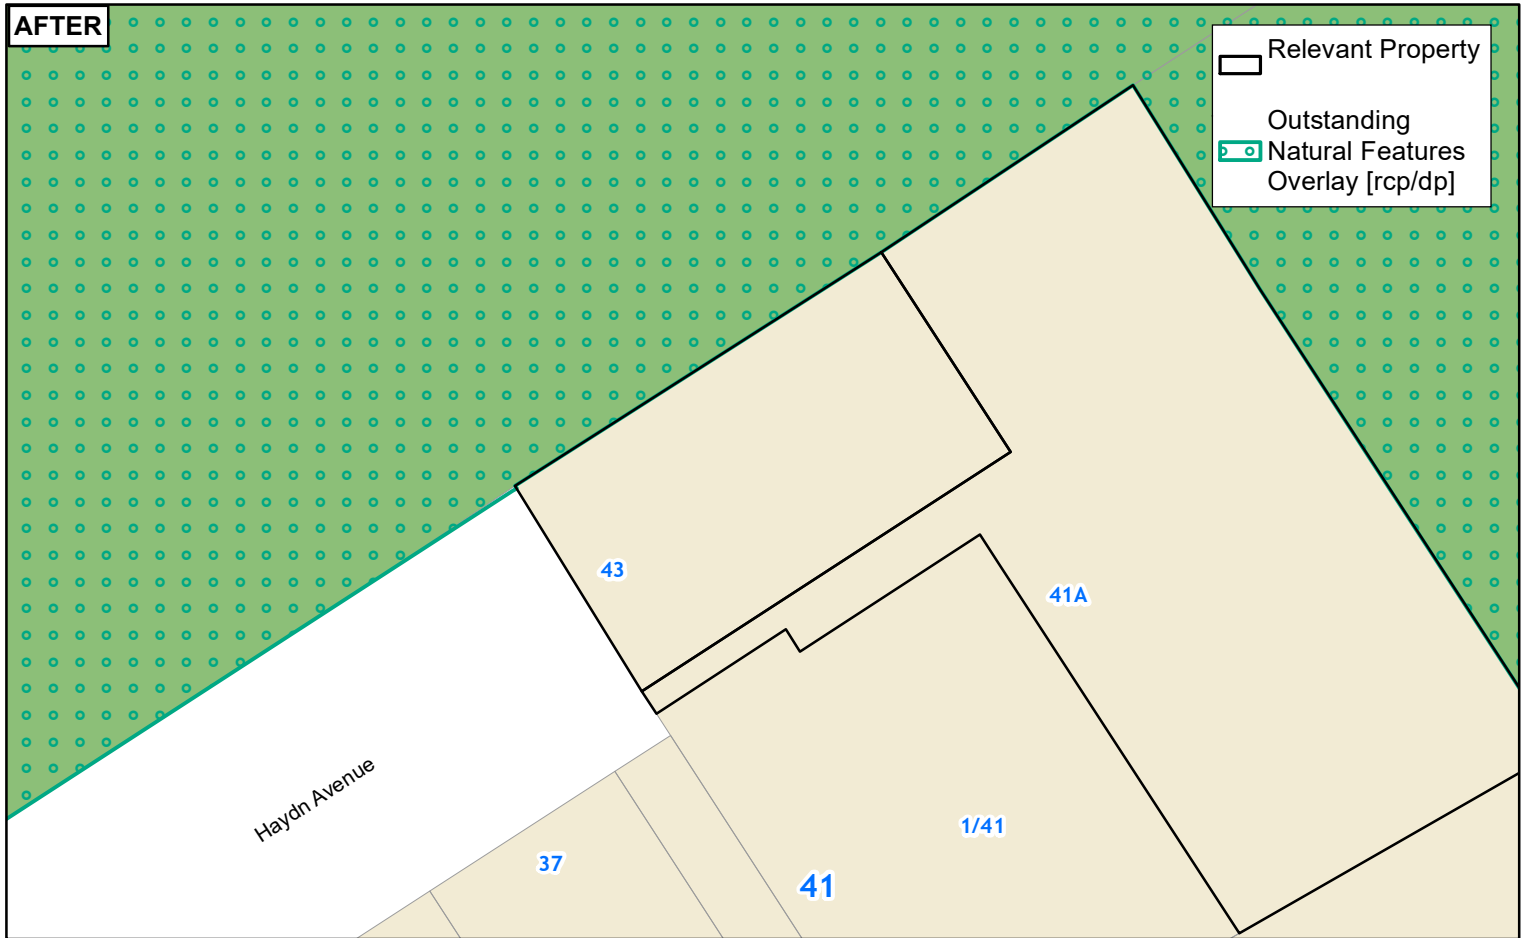 AFTER
Relevant Property
Outstanding
Natural Features
Overlay [rcp/dp]
43
41A
Haydn Avenue
1/41
37
41